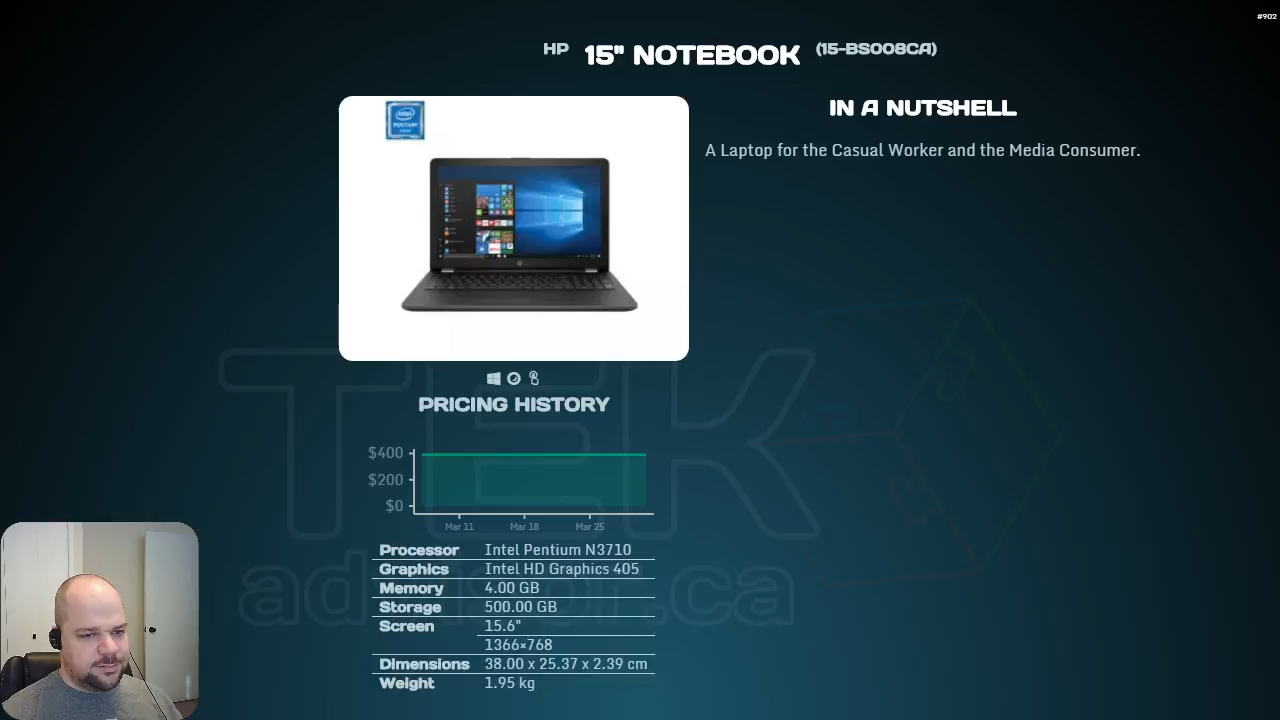 #902
HP 15" NOTEBOOK (15-BS008CA)
intel
PENTIUM
IN A NUTSHELL
A Laptop for the Casual Worker and the Media Consumer.
PRICING HISTORY
$400
$200
$0
Mar 11 Mar 18 Mar 25
Processor Intel Pentium N3710
Graphics Intel HD Graphics 405
Memory 4.00 GB
Storage 500.00 GB
Screen 15.6"
1366×768
Dimensions 38.00 x 25.37 x 2.39 cm
Weight 1.95 kg
TEK